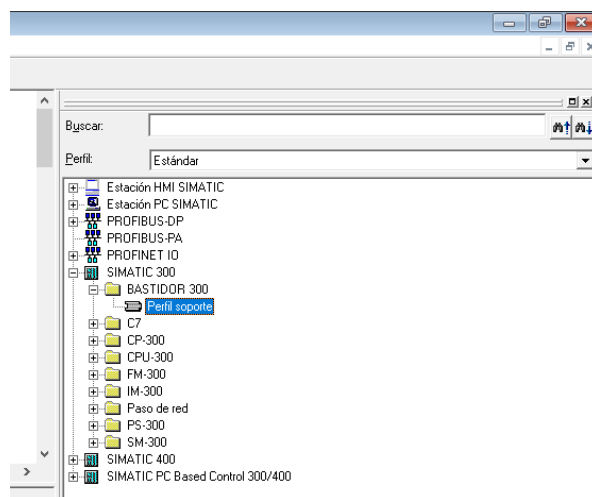 Buscar:
Perfil: Estándar
Estación HMI SIMATIC
Estación PC SIMATIC
PROFIBUS-DP
PROFIBUS-PA
PROFINET IO
SIMATIC 300
BASTIDOR 300
Perfil soporte
C7
CP-300
CPU-300
FM-300
IM-300
Paso de red
PS-300
SM-300
SIMATIC 400
SIMATIC PC Based Control 300/400